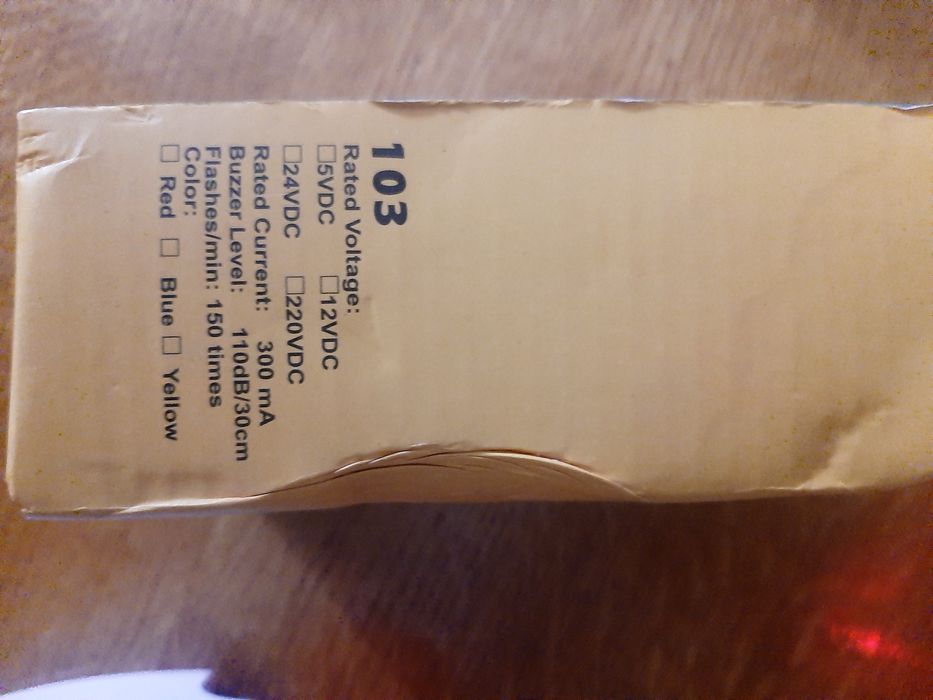 103
Rated Voltage:
☐5VDC ☐12VDC
☐24VDC ☐220VDC
Rated Current: 300 mA
Buzzer Level: 110dB/30cm
Flashes/min: 150 times
Color:
☐ Red ☐ Blue ☐ Yellow